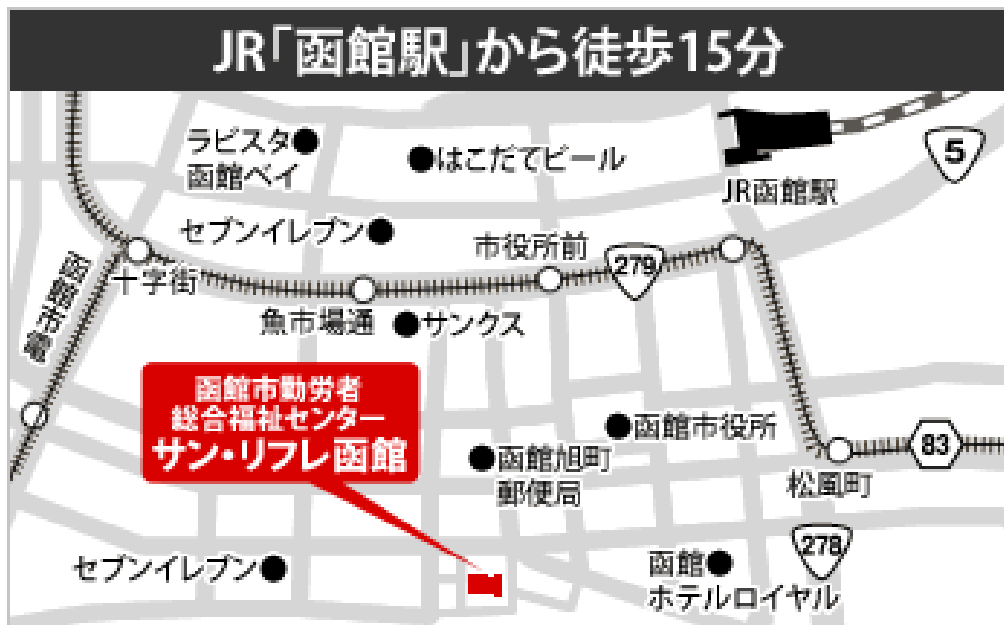 JR「函館駅」から徒歩15分
ラビスタ
函館ベイ
はこだてビール
5
JR函館駅
セブンイレブン
市役所前
279
十字街
函館市電
魚市場通
サンクス
函館市勤労者
総合福祉センター
サン・リフレ函館
函館市役所
83
函館旭町
郵便局
松風町
278
セブンイレブン
函館
ホテルロイヤル